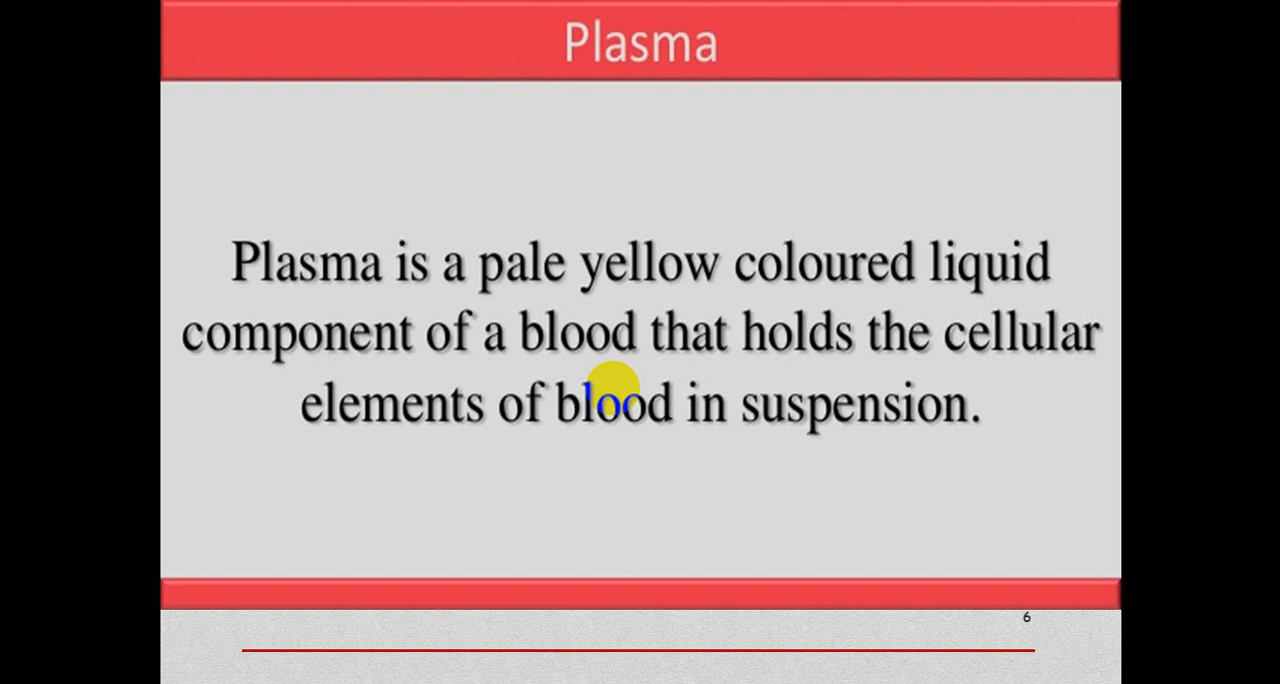 Plasma
Plasma is a pale yellow coloured liquid
component of a blood that holds the cellular
elements of blood in suspension.
6